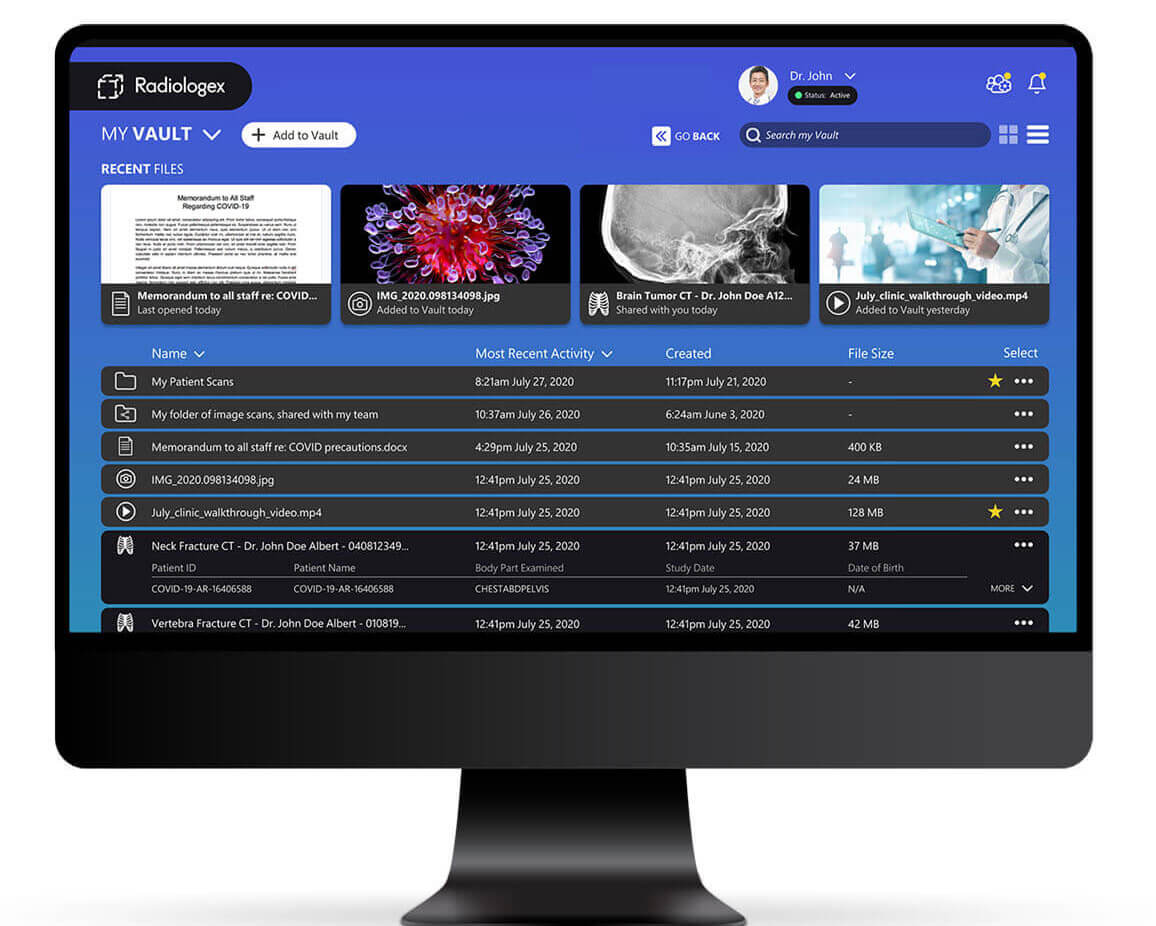 Radiologex
Dr. John
Status: Active
MY VAULT
+ Add to Vault
GO BACK
Search my Vault
RECENT FILES
Memorandum to All Staff
Regarding COVID-19
Memorandum to all staff re: COVID...
Last opened today
IMG_2020.098134098.jpg
Added to Vault today
Brain Tumor CT - Dr. John Doe A12...
Shared with you today
July_clinic_walkthrough_video.mp4
Added to Vault yesterday
Name Most Recent Activity Created File Size Select
My Patient Scans 8:21am July 27, 2020 11:17pm July 21, 2020 -
My folder of image scans, shared with my team 10:37am July 26, 2020 6:24am June 3, 2020 -
Memorandum to all staff re: COVID precautions.docx 4:29pm July 25, 2020 10:35am July 15, 2020 400 KB
IMG_2020.098134098.jpg 12:41pm July 25, 2020 12:41pm July 25, 2020 24 MB
July_clinic_walkthrough_video.mp4 12:41pm July 25, 2020 12:41pm July 25, 2020 128 MB
Neck Fracture CT - Dr. John Doe Albert - 040812349... 12:41pm July 25, 2020 12:41pm July 25, 2020 37 MB
Patient ID Patient Name Body Part Examined Study Date Date of Birth
COVID-19-AR-16406588 COVID-19-AR-16406588 CHESTABDPELVIS 12:41pm July 25, 2020 N/A MORE
Vertebra Fracture CT - Dr. John Doe Albert - 010819... 12:41pm July 25, 2020 12:41pm July 25, 2020 42 MB